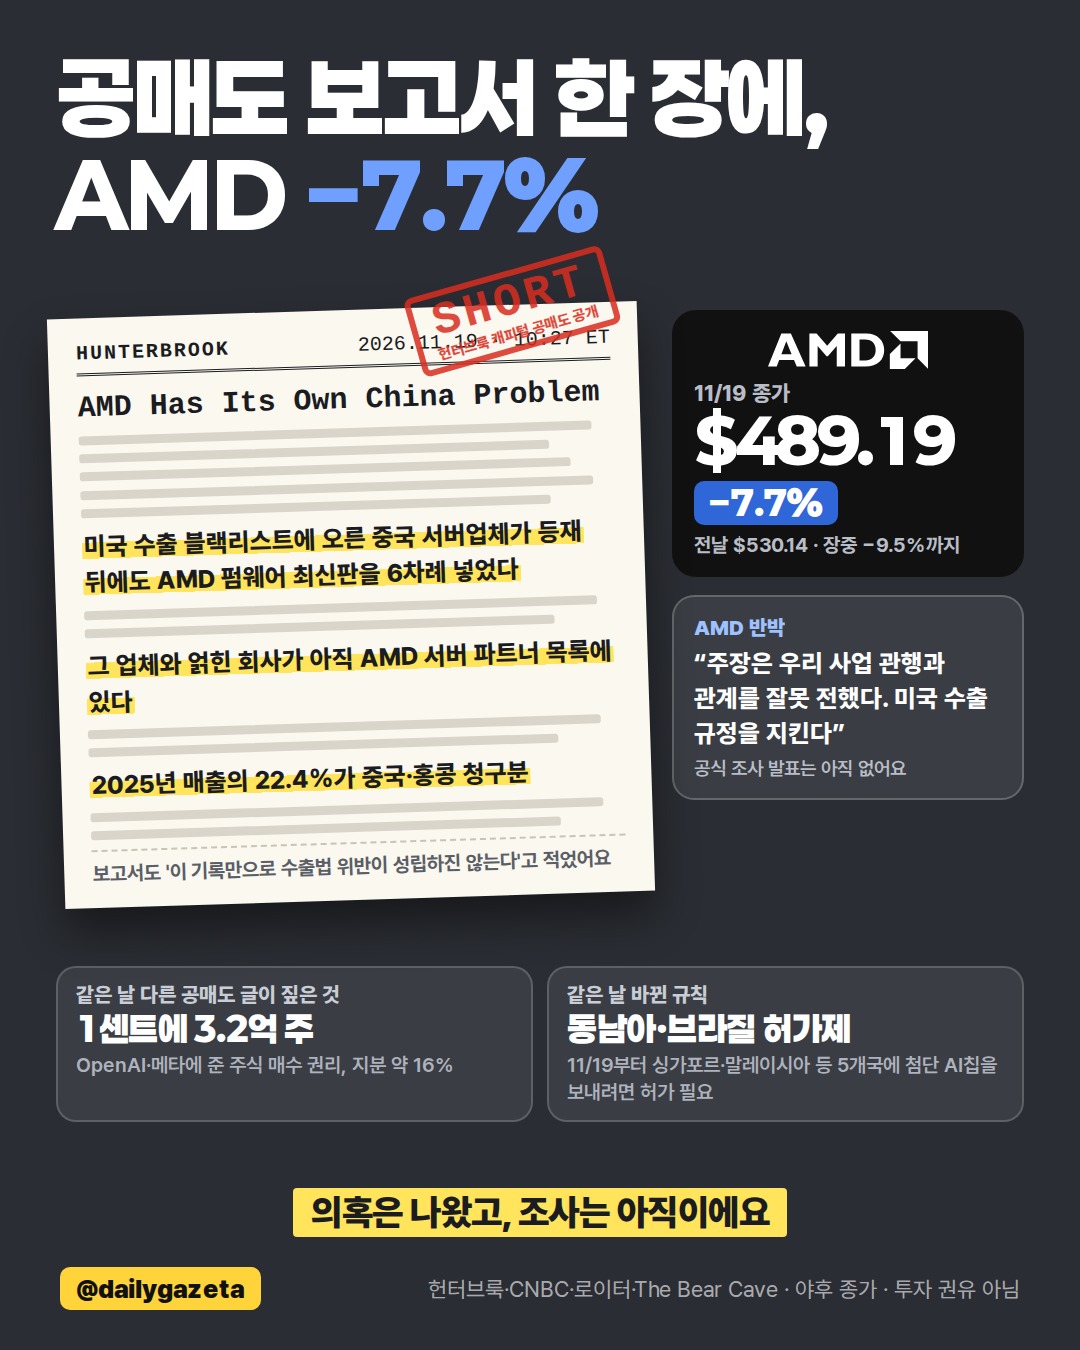 공매도 보고서 한 장에,
AMD −7.7%
SHORT
헌터브룩 캐피털 공매도 공개
HUNTERBROOK
2026.11.19 · 10:27 ET
AMD Has Its Own China Problem
미국 수출 블랙리스트에 오른 중국 서버업체가 등재
뒤에도 AMD 펌웨어 최신판을 6차례 넣었다
그 업체와 얽힌 회사가 아직 AMD 서버 파트너 목록에
있다
2025년 매출의 22.4%가 중국·홍콩 청구분
보고서도 '이 기록만으로 수출법 위반이 성립하진 않는다'고 적었어요
AMD
11/19 종가
$489.19
−7.7%
전날 $530.14 · 장중 −9.5%까지
AMD 반박
“주장은 우리 사업 관행과
관계를 잘못 전했다. 미국 수출
규정을 지킨다”
공식 조사 발표는 아직 없어요
같은 날 다른 공매도 글이 짚은 것
1센트에 3.2억 주
OpenAI·메타에 준 주식 매수 권리, 지분 약 16%
같은 날 바뀐 규칙
동남아·브라질 허가제
11/19부터 싱가포르·말레이시아 등 5개국에 첨단 AI칩을
보내려면 허가 필요
의혹은 나왔고, 조사는 아직이에요
@dailygazeta
헌터브룩·CNBC·로이터·The Bear Cave · 야후 종가 · 투자 권유 아님